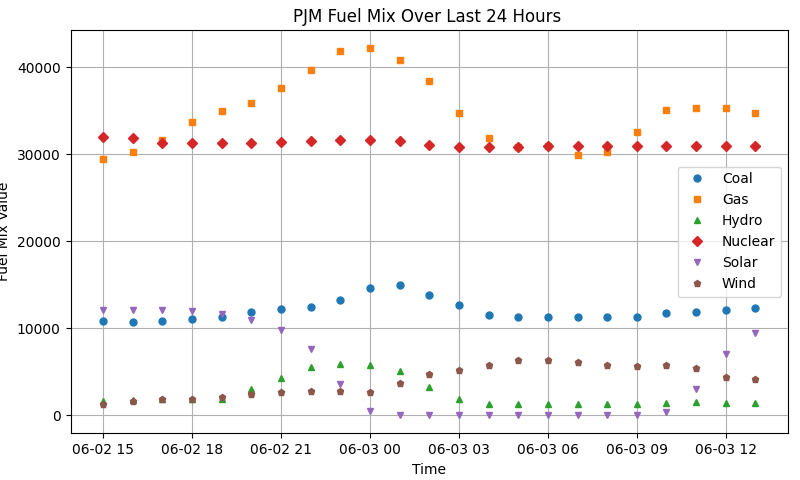 PJM Fuel Mix Over Last 24 Hours
Fuel Mix Value
40000
30000
20000
10000
0
Coal
Gas
Hydro
Nuclear
Solar
Wind
06-02 15 06-02 18 06-02 21 06-03 00 06-03 03 06-03 06 06-03 09 06-03 12
Time